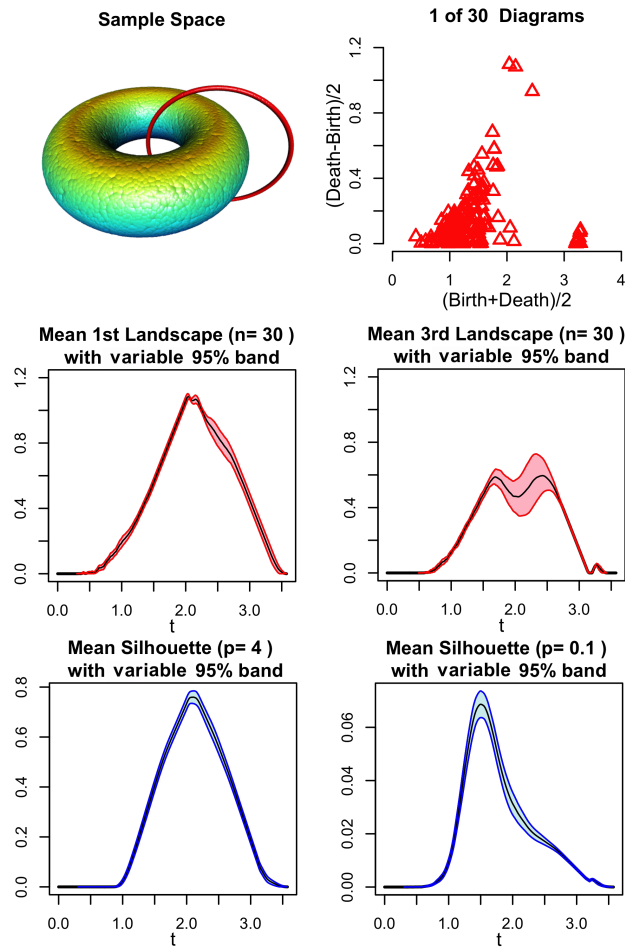 Sample Space
1 of 30 Diagrams
(Death-Birth)/2
1.2
0.8
0.4
0.0
0 1 2 3 4
(Birth+Death)/2
Mean 1st Landscape (n= 30 )
with variable 95% band
1.2
0.8
0.4
0.0
0.0 1.0 2.0 3.0
t
Mean 3rd Landscape (n= 30 )
with variable 95% band
1.2
0.8
0.4
0.0
0.0 1.0 2.0 3.0
t
Mean Silhouette (p= 4 )
with variable 95% band
0.8
0.6
0.4
0.2
0.0
0.0 1.0 2.0 3.0
t
Mean Silhouette (p= 0.1 )
with variable 95% band
0.06
0.04
0.02
0.00
0.0 1.0 2.0 3.0
t